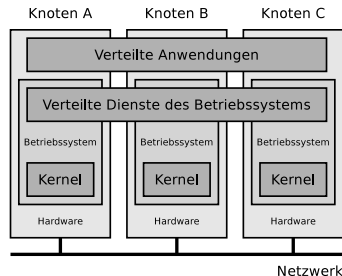 Knoten A Knoten B Knoten C
Verteilte Anwendungen
Verteilte Dienste des Betriebssystems
Betriebssystem Betriebssystem Betriebssystem
Kernel Kernel Kernel
Hardware Hardware Hardware
Netzwerk